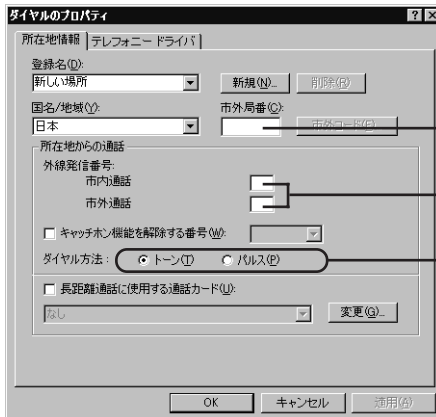 ダイヤルのプロパティ
所在地情報 テレフォニー ドライバ
登録名(D):
新しい場所 新規(N)... 削除(R)
国名/地域(Y): 市外局番(C):
日本 市外コード(E)...
所在地からの通話
外線発信番号:
市内通話
市外通話
キャッチホン機能を解除する番号(W):
ダイヤル方法: トーン(T) パルス(P)
長距離通話に使用する通話カード(U):
なし 変更(G)...
OK キャンセル 適用(A)